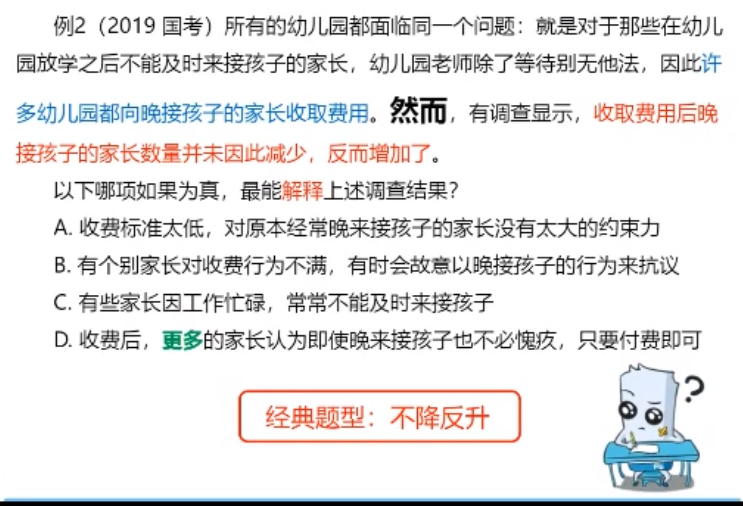 例2（2019 国考）所有的幼儿园都面临同一个问题：就是对于那些在幼儿
园放学之后不能及时来接孩子的家长，幼儿园老师除了等待别无他法，因此许
多幼儿园都向晚接孩子的家长收取费用。然而，有调查显示，收取费用后晚
接孩子的家长数量并未因此减少，反而增加了。
以下哪项如果为真，最能解释上述调查结果？
A. 收费标准太低，对原本经常晚来接孩子的家长没有太大的约束力
B. 有个别家长对收费行为不满，有时会故意以晚接孩子的行为来抗议
C. 有些家长因工作忙碌，常常不能及时来接孩子
D. 收费后，更多的家长认为即使晚来接孩子也不必愧疚，只要付费即可
经典题型：不降反升
?